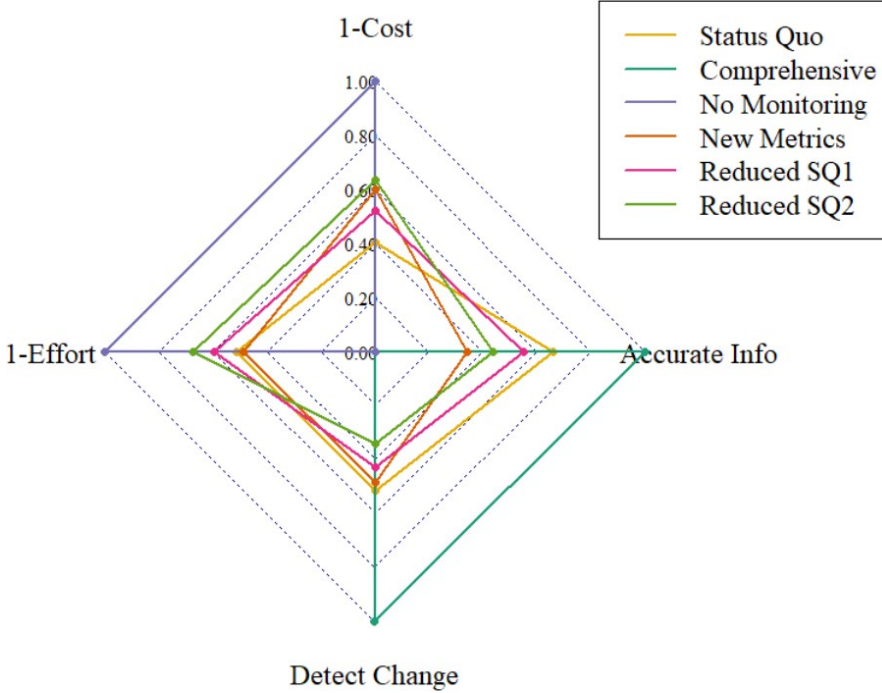 1-Cost
Status Quo
Comprehensive
No Monitoring
New Metrics
Reduced SQ1
Reduced SQ2
1.00
0.80
0.60
0.40
0.20
0.00
1-Effort
Accurate Info
Detect Change